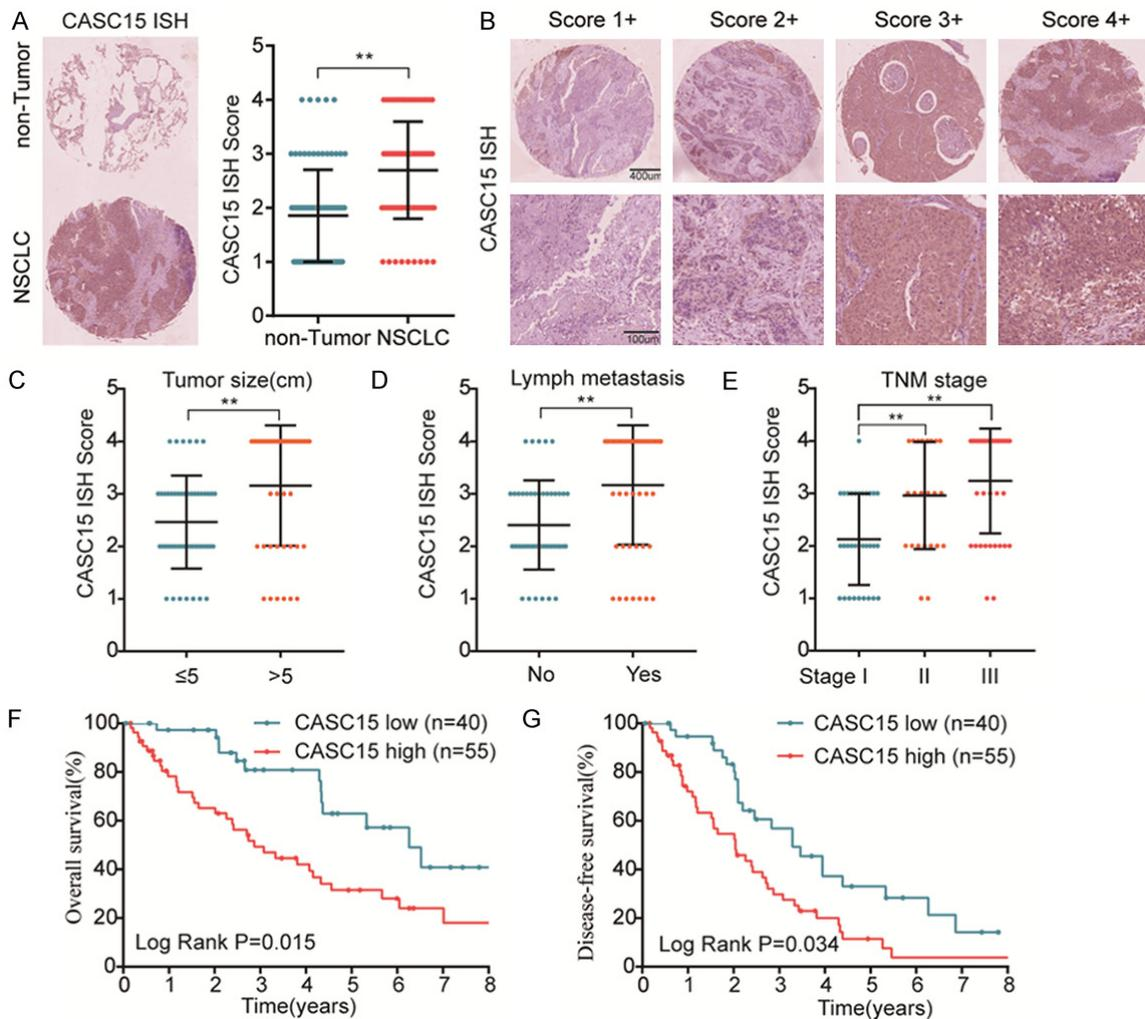 A
CASC15 ISH
non-Tumor
NSCLC
CASC15 ISH Score
5
4
3
2
1
0
**
non-Tumor NSCLC
B
Score 1+ Score 2+ Score 3+ Score 4+
CASC15 ISH
400um
100um
C
Tumor size(cm)
CASC15 ISH Score
5
4
3
2
1
0
**
≤5 >5
D
Lymph metastasis
CASC15 ISH Score
5
4
3
2
1
0
**
No Yes
E
TNM stage
CASC15 ISH Score
5
4
3
2
1
0
**
**
Stage I II III
F
CASC15 low (n=40)
CASC15 high (n=55)
Overall survival(%)
100
80
60
40
20
0
Log Rank P=0.015
0 1 2 3 4 5 6 7 8
Time(years)
G
CASC15 low (n=40)
CASC15 high (n=55)
Disease-free survival(%)
100
80
60
40
20
0
Log Rank P=0.034
0 1 2 3 4 5 6 7 8
Time(years)